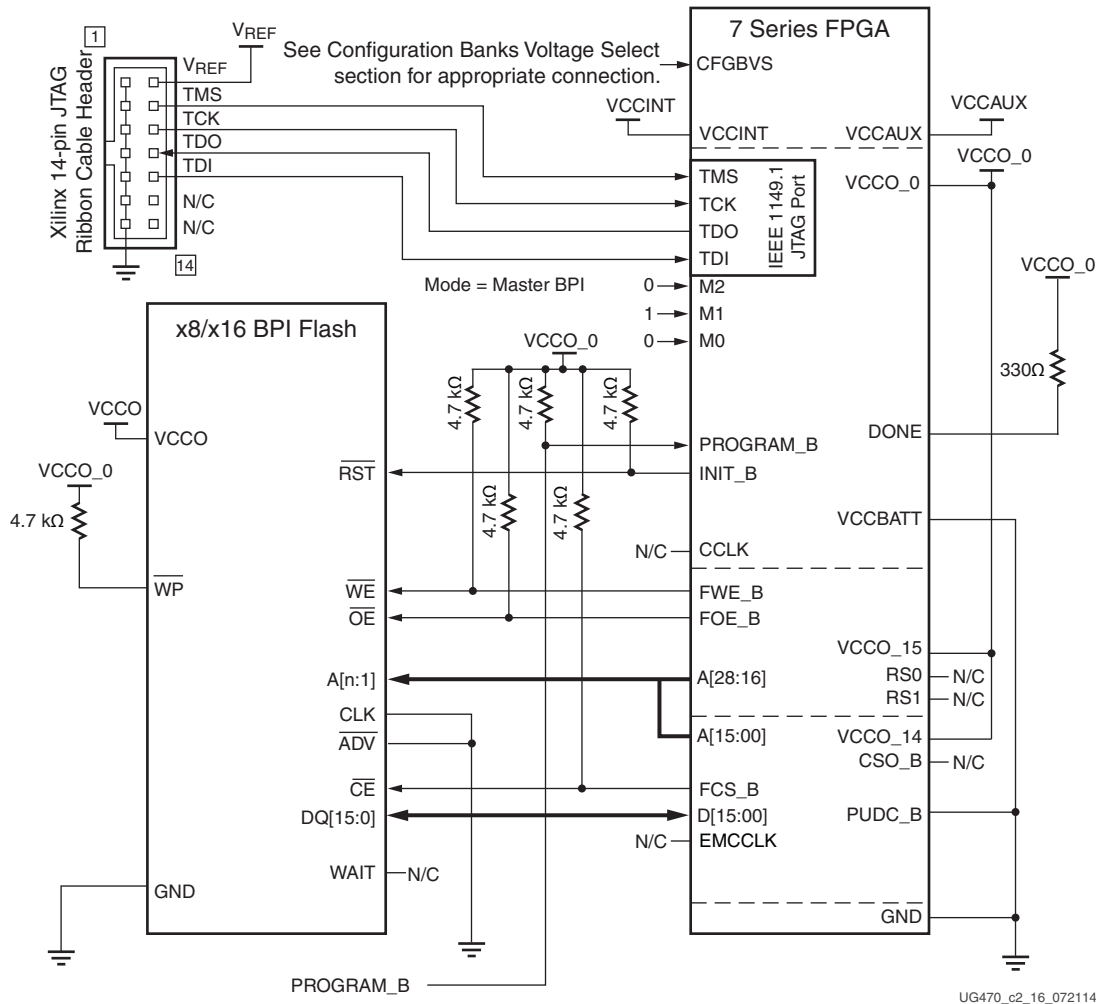 1
VREF
VREF
TMS
TCK
TDO
TDI
N/C
N/C
14
Xilinx 14-pin JTAG
Ribbon Cable Header
See Configuration Banks Voltage Select
section for appropriate connection.
7 Series FPGA
CFGBVS
VCCINT
VCCINT
VCCAUX
VCCAUX
VCCO_0
VCCO_0
TMS
TCK
TDO
TDI
IEEE 1149.1
JTAG Port
Mode = Master BPI
0
M2
1
M1
0
M0
VCCO_0
330Ω
DONE
x8/x16 BPI Flash
VCCO_0
4.7 kΩ
4.7 kΩ
4.7 kΩ
4.7 kΩ
4.7 kΩ
VCCO
VCCO
VCCO_0
4.7 kΩ
WP
RST
PROGRAM_B
INIT_B
VCCBATT
N/C
CCLK
WE
FWE_B
OE
FOE_B
VCCO_15
A[n:1]
A[28:16]
RS0
N/C
RS1
N/C
CLK
ADV
A[15:00]
VCCO_14
CSO_B
N/C
CE
FCS_B
DQ[15:0]
D[15:00]
PUDC_B
N/C
EMCCLK
WAIT
N/C
GND
GND
PROGRAM_B
UG470_c2_16_072114